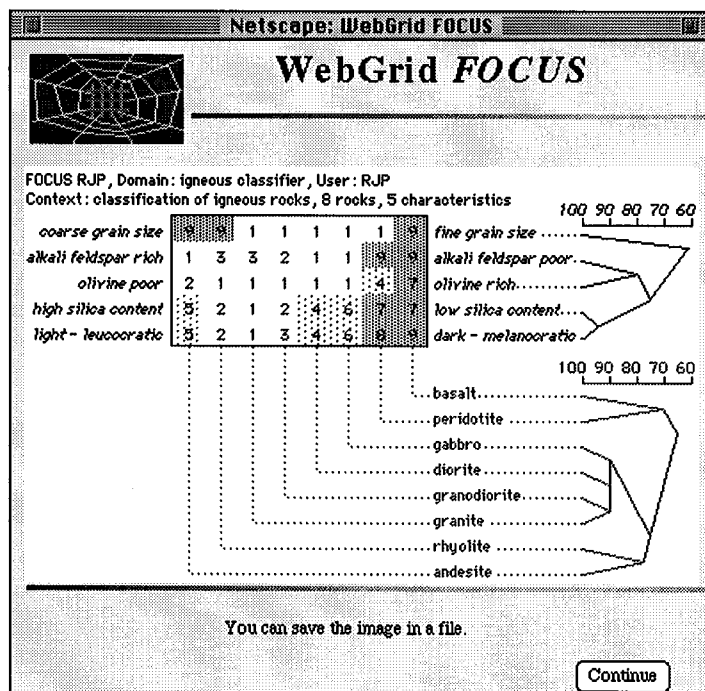 Netscape: WebGrid FOCUS
WebGrid FOCUS
FOCUS RJP, Domain: igneous classifier, User: RJP
Context: classification of igneous rocks, 8 rocks, 5 characteristics
100 90 80 70 60
coarse grain size 9 9 1 1 1 1 1 9 fine grain size
alkali feldspar rich 1 3 3 2 1 1 9 9 alkali feldspar poor
olivine poor 2 1 1 1 1 1 4 7 olivine rich
high silica content 5 2 1 2 4 6 7 7 low silica content
light - leucocratic 5 2 1 3 4 6 8 9 dark - melanocratic
100 90 80 70 60
basalt
peridotite
gabbro
diorite
granodiorite
granite
rhyolite
andesite
You can save the image in a file.
Continue